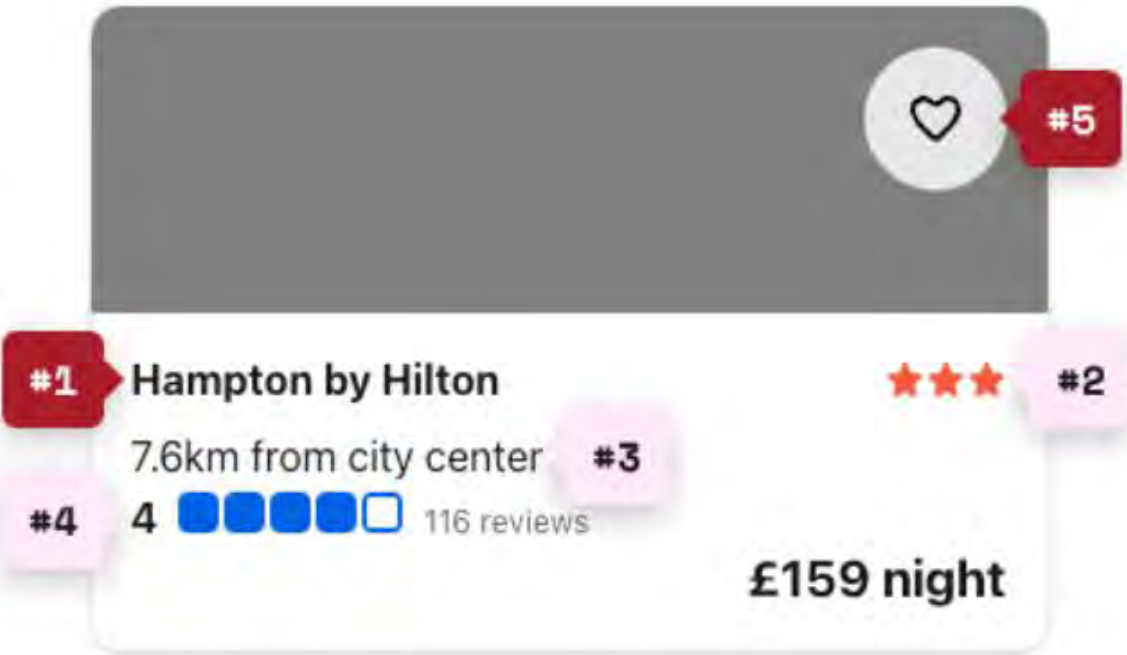 #5
#1 Hampton by Hilton #2
7.6km from city center #3
#4 4 116 reviews
£159 night